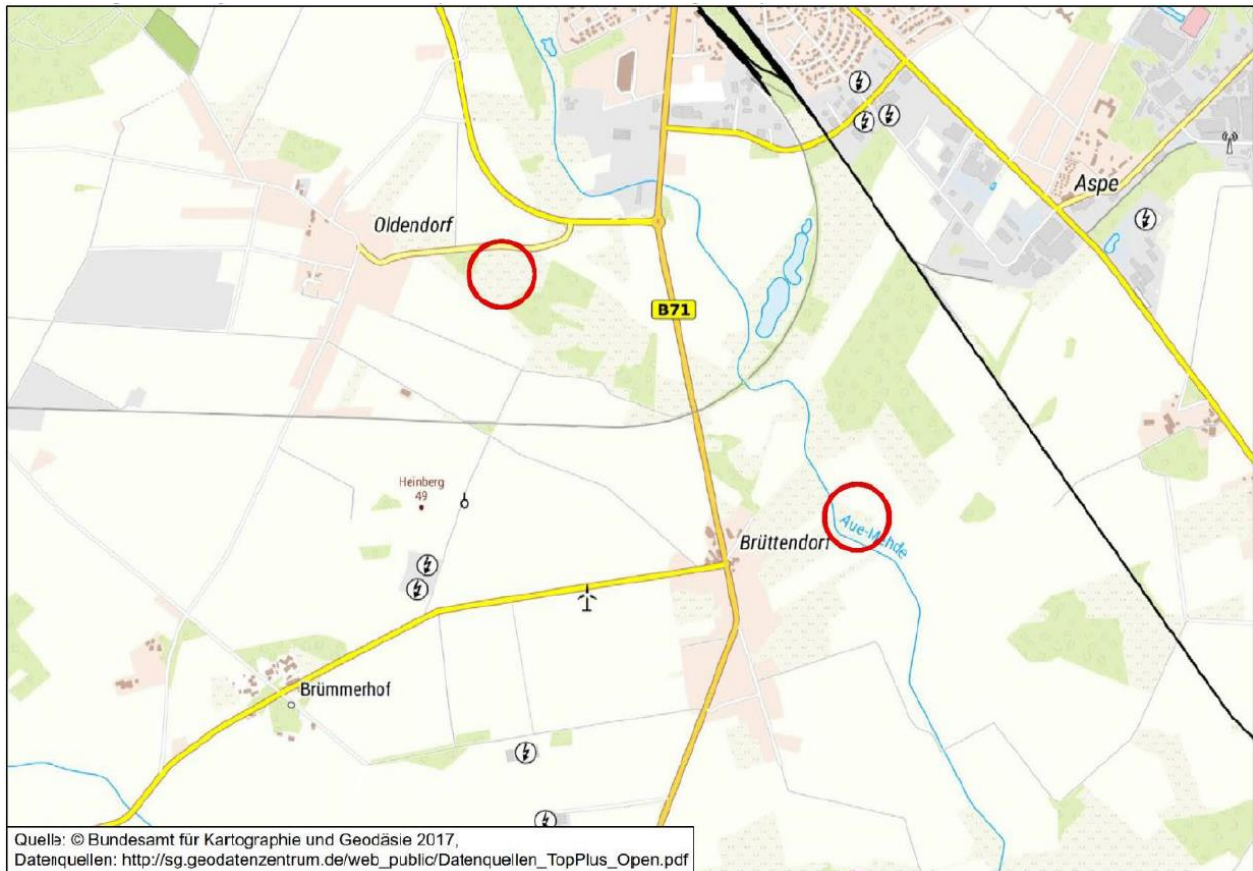 Oldendorf
Aspe
B71
Heinberg
49
Brüttendorf
Aue-Mehde
Brümmerhof
Quelle: © Bundesamt für Kartographie und Geodäsie 2017,
Datenquellen: http://sg.geodatenzentrum.de/web_public/Datenquellen_TopPlus_Open.pdf